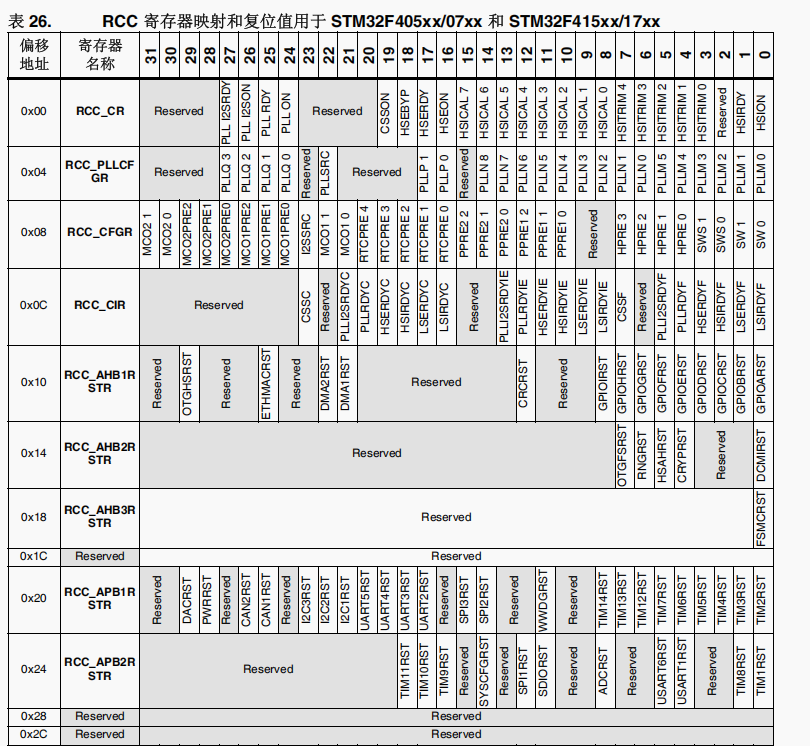 表 26. RCC 寄存器映射和复位值用于 STM32F405xx/07xx 和 STM32F415xx/17xx
偏移地址 寄存器名称 31 30 29 28 27 26 25 24 23 22 21 20 19 18 17 16 15 14 13 12 11 10 9 8 7 6 5 4 3 2 1 0
0x00 RCC_CR Reserved PLL I2SRDY PLL I2SON PLL RDY PLL ON Reserved CSSON HSEBYP HSERDY HSEON HSICAL 7 HSICAL 6 HSICAL 5 HSICAL 4 HSICAL 3 HSICAL 2 HSICAL 1 HSICAL 0 HSITRIM 4 HSITRIM 3 HSITRIM 2 HSITRIM 1 HSITRIM 0 Reserved HSIRDY HSION
0x04 RCC_PLLCFGR Reserved PLLQ 3 PLLQ 2 PLLQ 1 PLLQ 0 Reserved PLLSRC Reserved PLLP 1 PLLP 0 Reserved PLLN 8 PLLN 7 PLLN 6 PLLN 5 PLLN 4 PLLN 3 PLLN 2 PLLN 1 PLLN 0 PLLM 5 PLLM 4 PLLM 3 PLLM 2 PLLM 1 PLLM 0
0x08 RCC_CFGR MCO2 1 MCO2 0 MCO2PRE2 MCO2PRE1 MCO2PRE0 MCO1PRE2 MCO1PRE1 MCO1PRE0 I2SSRC MCO1 1 MCO1 0 RTCPRE 4 RTCPRE 3 RTCPRE 2 RTCPRE 1 RTCPRE 0 PPRE2 2 PPRE2 1 PPRE2 0 PPRE1 2 PPRE1 1 PPRE1 0 Reserved HPRE 3 HPRE 2 HPRE 1 HPRE 0 SWS 1 SWS 0 SW 1 SW 0
0x0C RCC_CIR Reserved CSSC Reserved PLLI2SRDYC PLLRDYC HSERDYC HSIRDYC LSERDYC LSIRDYC Reserved PLLI2SRDYIE PLLRDYIE HSERDYIE HSIRDYIE LSERDYIE LSIRDYIE CSSF Reserved PLLI2SRDYF PLLRDYF HSERDYF HSIRDYF LSERDYF LSIRDYF
0x10 RCC_AHB1RSTR Reserved OTGHSRST Reserved ETHMACRST Reserved DMA2RST DMA1RST Reserved CRCRST Reserved GPIOIRST GPIOHRST GPIOGRST GPIOFRST GPIOERST GPIODRST GPIOCRST GPIOBRST GPIOARST
0x14 RCC_AHB2RSTR Reserved OTGFSRST RNGRST HSAHRST CRYPRST Reserved DCMIRST
0x18 RCC_AHB3RSTR Reserved FSMCRST
0x1C Reserved Reserved
0x20 RCC_APB1RSTR Reserved DACRST PWRRST Reserved CAN2RST CAN1RST Reserved I2C3RST I2C2RST I2C1RST UART5RST UART4RST UART3RST UART2RST Reserved SPI3RST SPI2RST Reserved WWDGRST Reserved TIM14RST TIM13RST TIM12RST TIM7RST TIM6RST TIM5RST TIM4RST TIM3RST TIM2RST
0x24 RCC_APB2RSTR Reserved TIM11RST TIM10RST TIM9RST Reserved SYSCFGRST Reserved SPI1RST SDIORST Reserved ADCRST Reserved USART6RST USART1RST Reserved TIM8RST TIM1RST
0x28 Reserved Reserved
0x2C Reserved Reserved